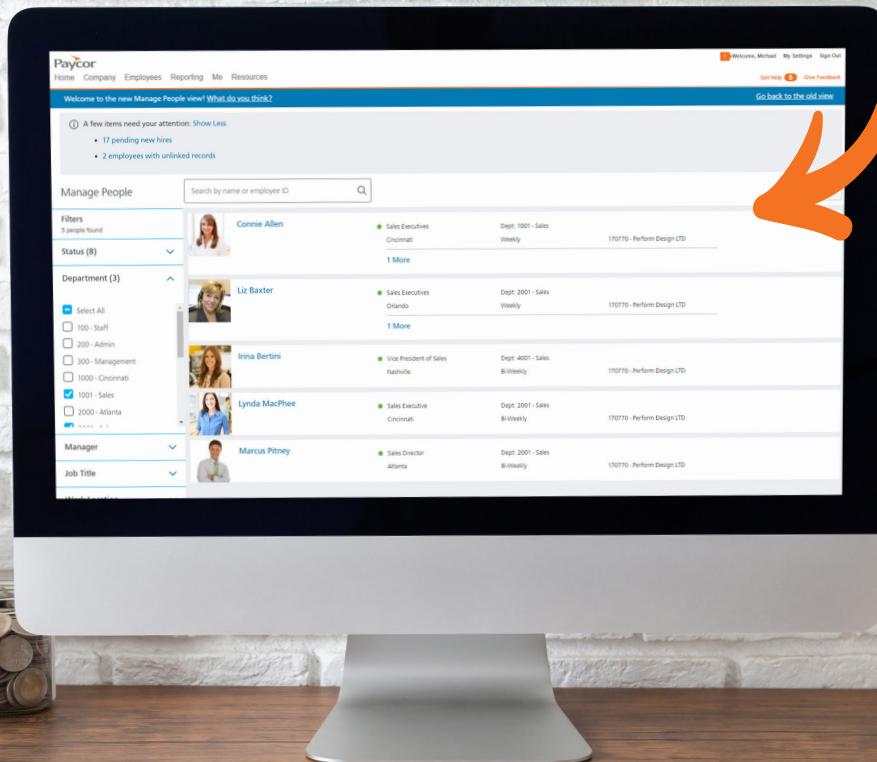 Paycor
Welcome, Michael My Settings Sign Out
Home Company Employees Reporting Me Resources
Get Help Give Feedback
Welcome to the new Manage People view! What do you think?
Go back to the old view
A few items need your attention: Show Less
17 pending new hires
2 employees with unlinked records
Manage People
Search by name or employee ID
Filters
5 people found
Status (8)
Department (3)
Select All
100 - Staff
200 - Admin
300 - Management
1000 - Cincinnati
1001 - Sales
2000 - Atlanta
Manager
Job Title
Connie Allen
Sales Executives Dept: 1001 - Sales
Cincinnati Weekly 170770 - Perform Design LTD
1 More
Liz Baxter
Sales Executives Dept: 2001 - Sales
Orlando Weekly 170770 - Perform Design LTD
1 More
Irina Bertini
Vice President of Sales Dept: 4001 - Sales
Nashville Bi-Weekly 170770 - Perform Design LTD
Lynda MacPhee
Sales Executive Dept: 2001 - Sales
Cincinnati Bi-Weekly 170770 - Perform Design LTD
Marcus Pitney
Sales Director Dept: 2001 - Sales
Atlanta Bi-Weekly 170770 - Perform Design LTD